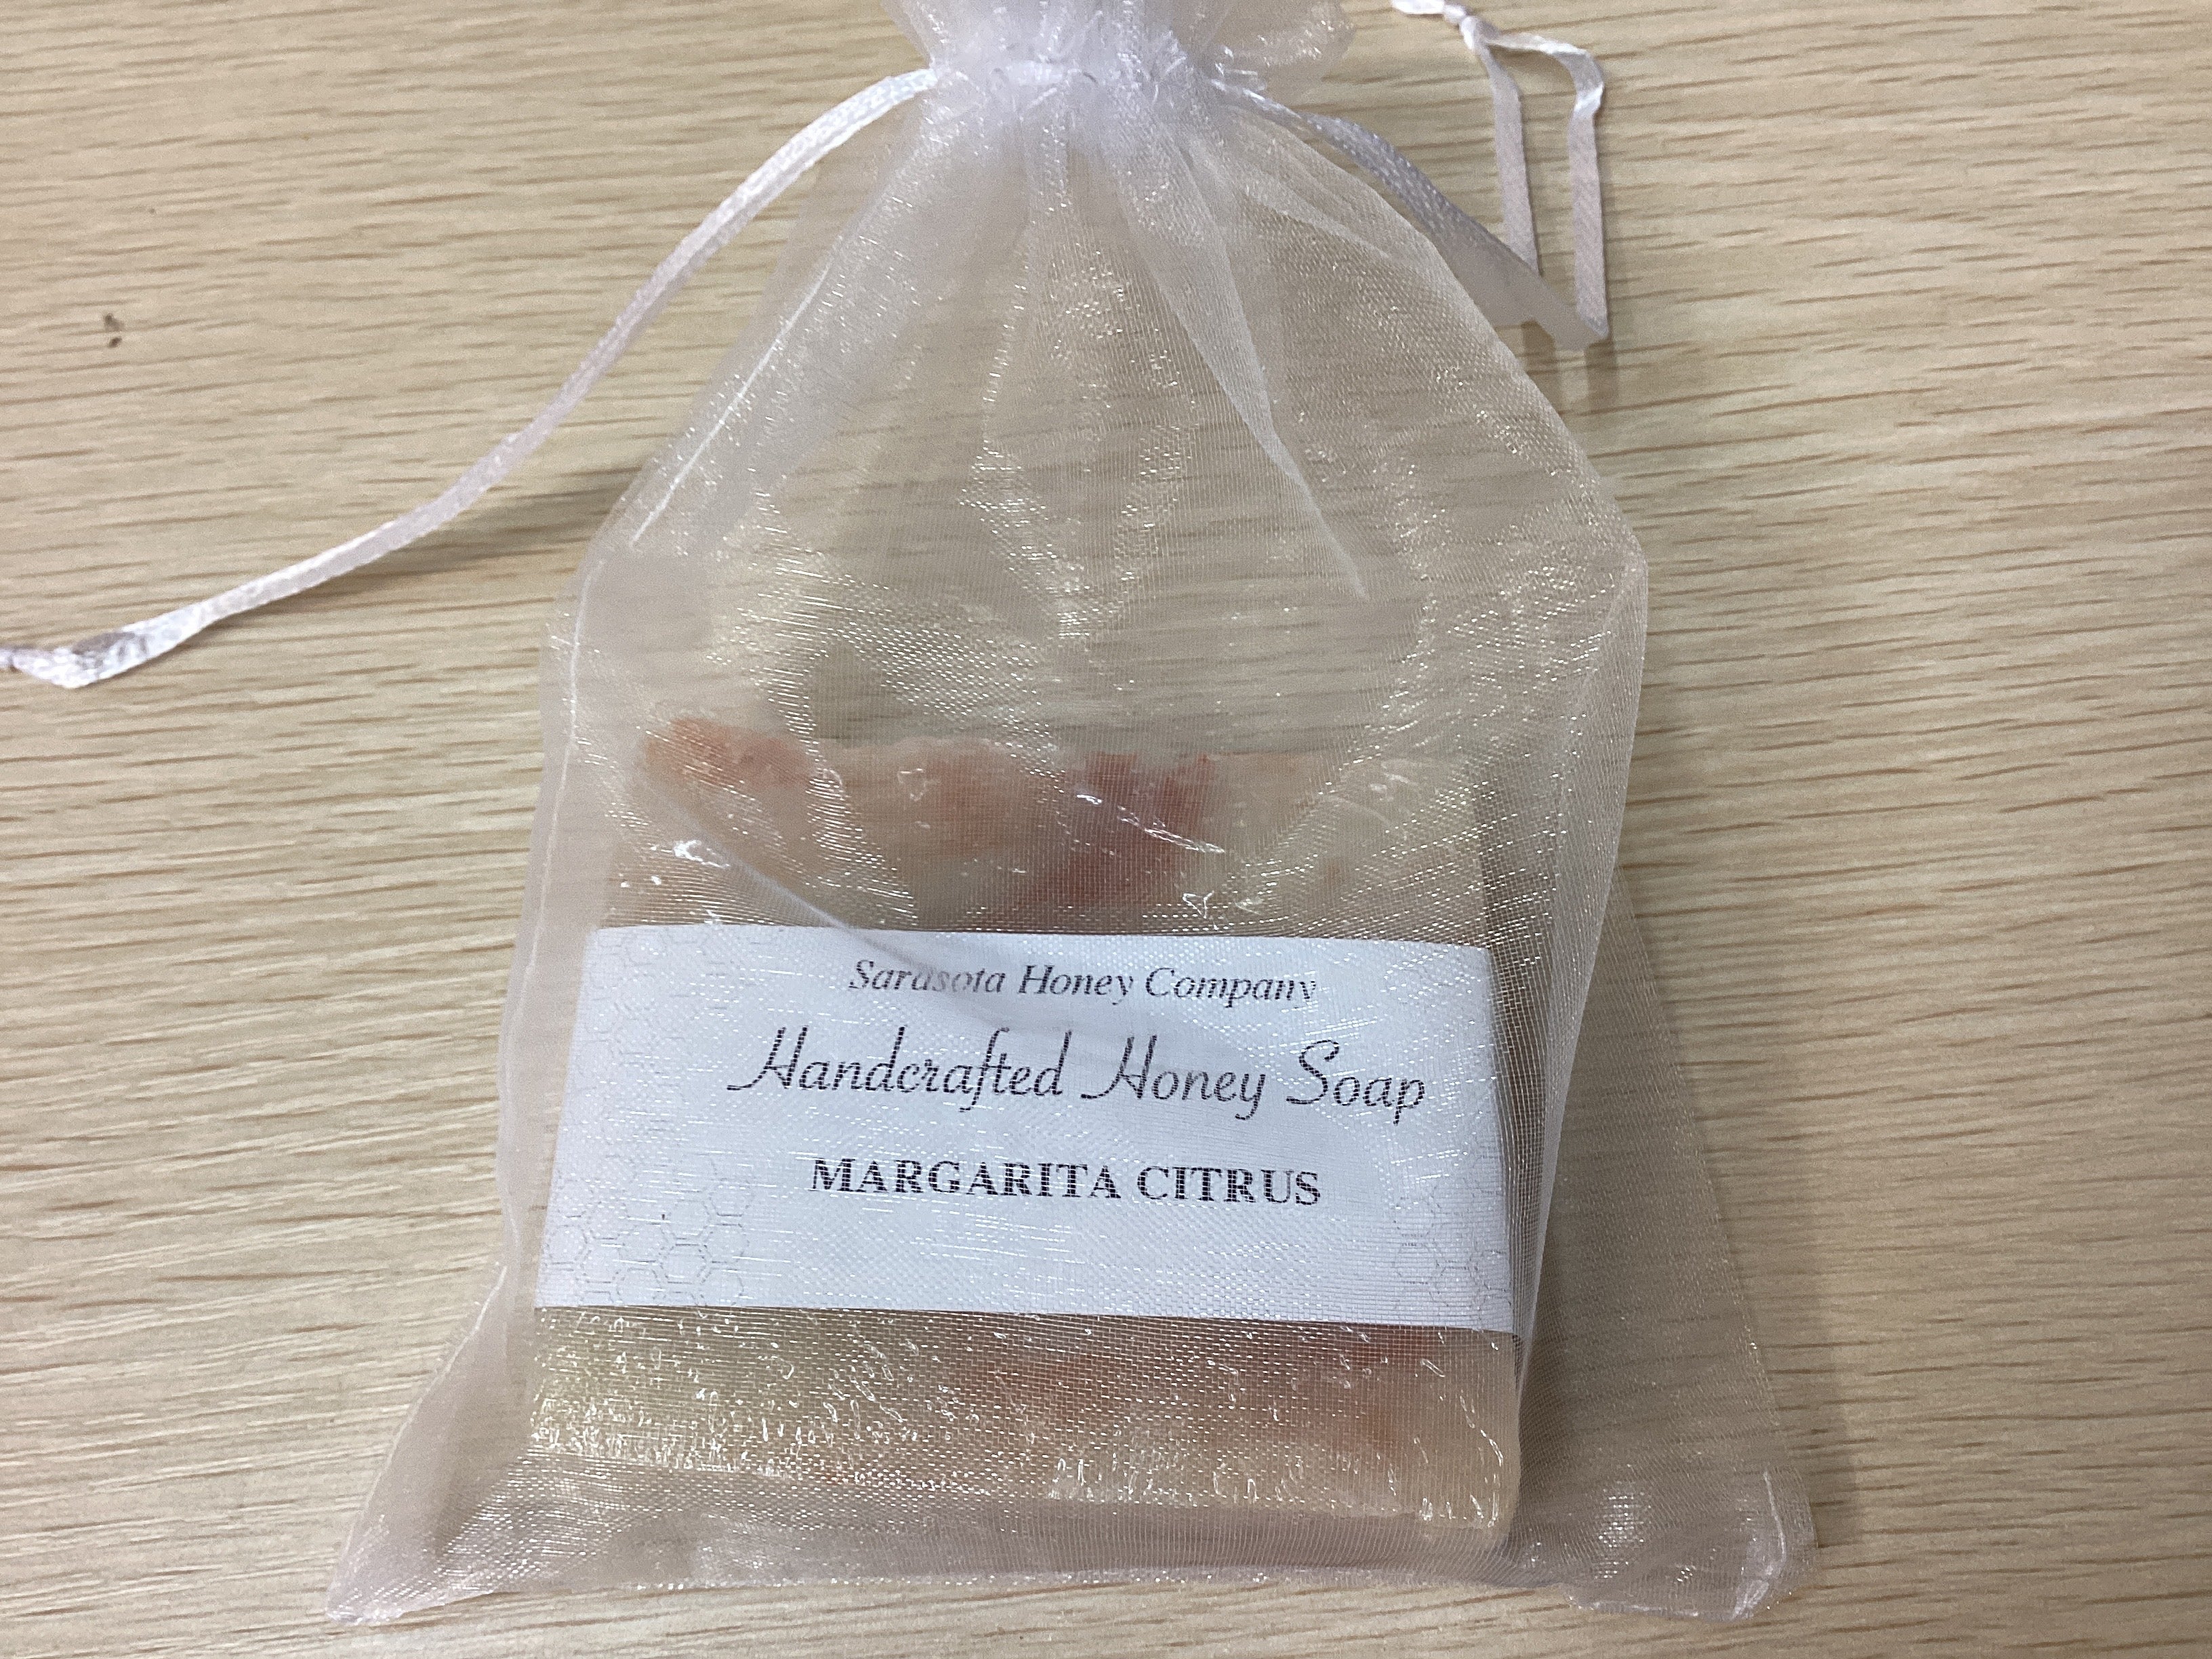 Sarasota Honey Company
Handcrafted Honey Soap
MARGARITA CITRUS